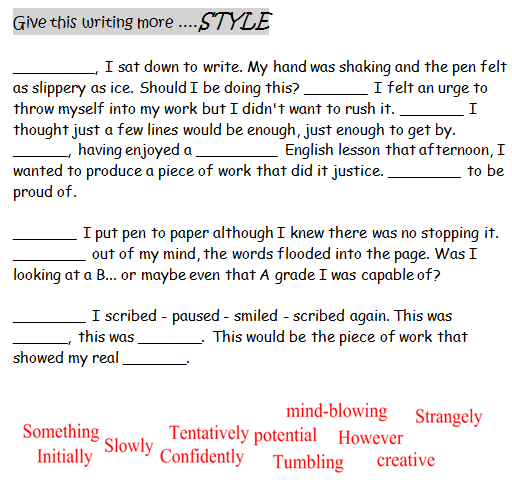 Give this writing more ....STYLE
__________, I sat down to write. My hand was shaking and the pen felt
as slippery as ice. Should I be doing this? ________ I felt an urge to
throw myself into my work but I didn't want to rush it. ________ I
thought just a few lines would be enough, just enough to get by.
_______, having enjoyed a __________ English lesson that afternoon, I
wanted to produce a piece of work that did it justice. _________ to be
proud of.
________ I put pen to paper although I knew there was no stopping it.
_________ out of my mind, the words flooded into the page. Was I
looking at a B... or maybe even that A grade I was capable of?
_________ I scribed - paused - smiled - scribed again. This was
_______, this was ________. This would be the piece of work that
showed my real ________.
mind-blowing Strangely
Something Slowly Tentatively potential However
Initially Confidently Tumbling creative